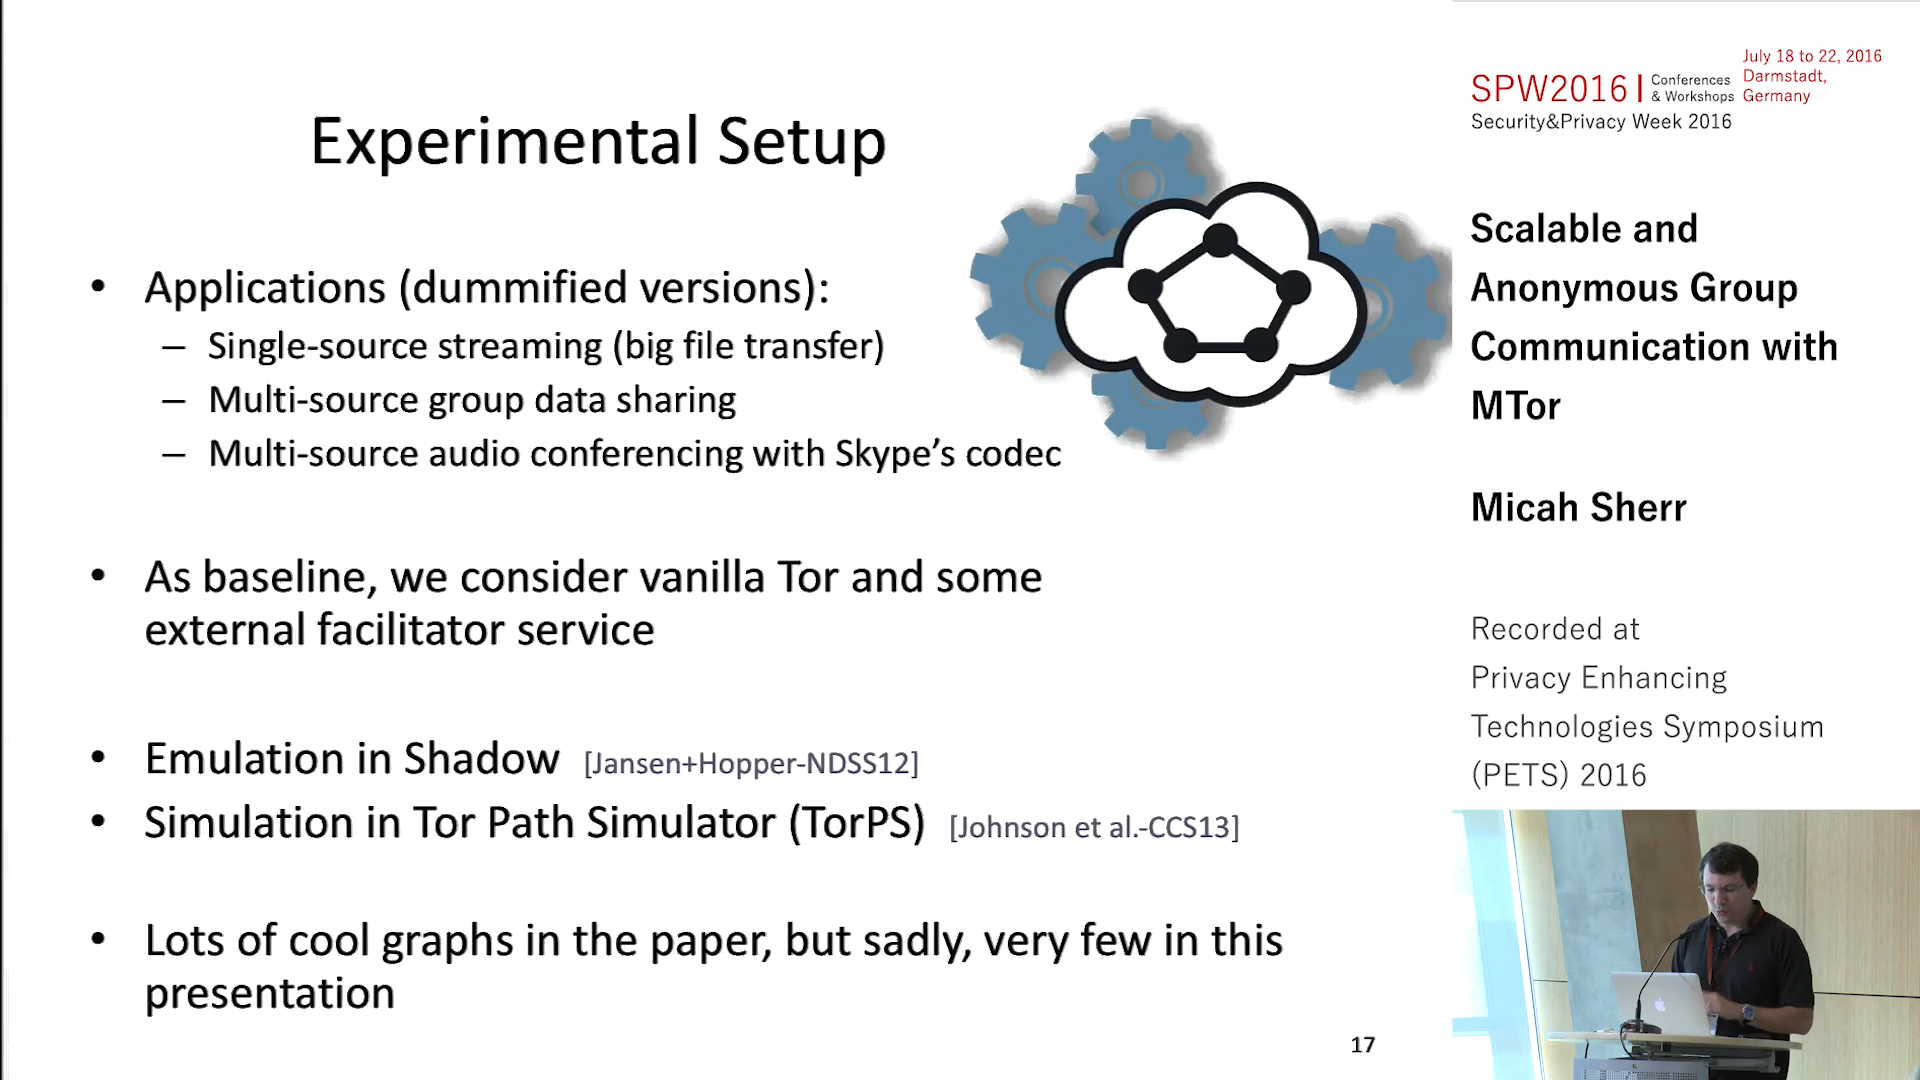 Experimental Setup
• Applications (dummified versions):
– Single-source streaming (big file transfer)
– Multi-source group data sharing
– Multi-source audio conferencing with Skype’s codec
• As baseline, we consider vanilla Tor and some
external facilitator service
• Emulation in Shadow [Jansen+Hopper-NDSS12]
• Simulation in Tor Path Simulator (TorPS) [Johnson et al.-CCS13]
• Lots of cool graphs in the paper, but sadly, very few in this
presentation
17
SPW2016 | Conferences
& Workshops
July 18 to 22, 2016
Darmstadt,
Germany
Security&Privacy Week 2016
Scalable and
Anonymous Group
Communication with
MTor
Micah Sherr
Recorded at
Privacy Enhancing
Technologies Symposium
(PETS) 2016